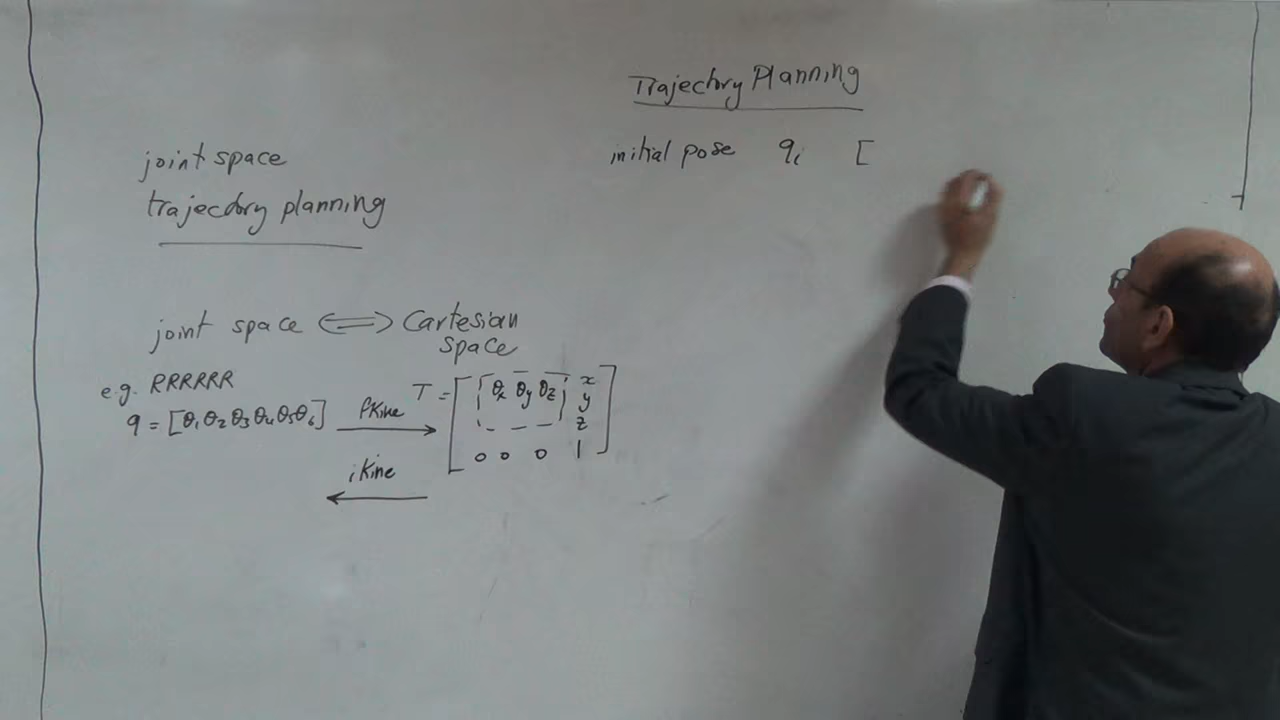 Trajectory Planning
initial pose qi [
joint space
trajectory planning
joint space <=> Cartesian
space
e.g. RRRRRR
q = [θ1 θ2 θ3 θ4 θ5 θ6]
fkine
ikine
T = [ θx θy θz x
y
z
0 0 0 1 ]